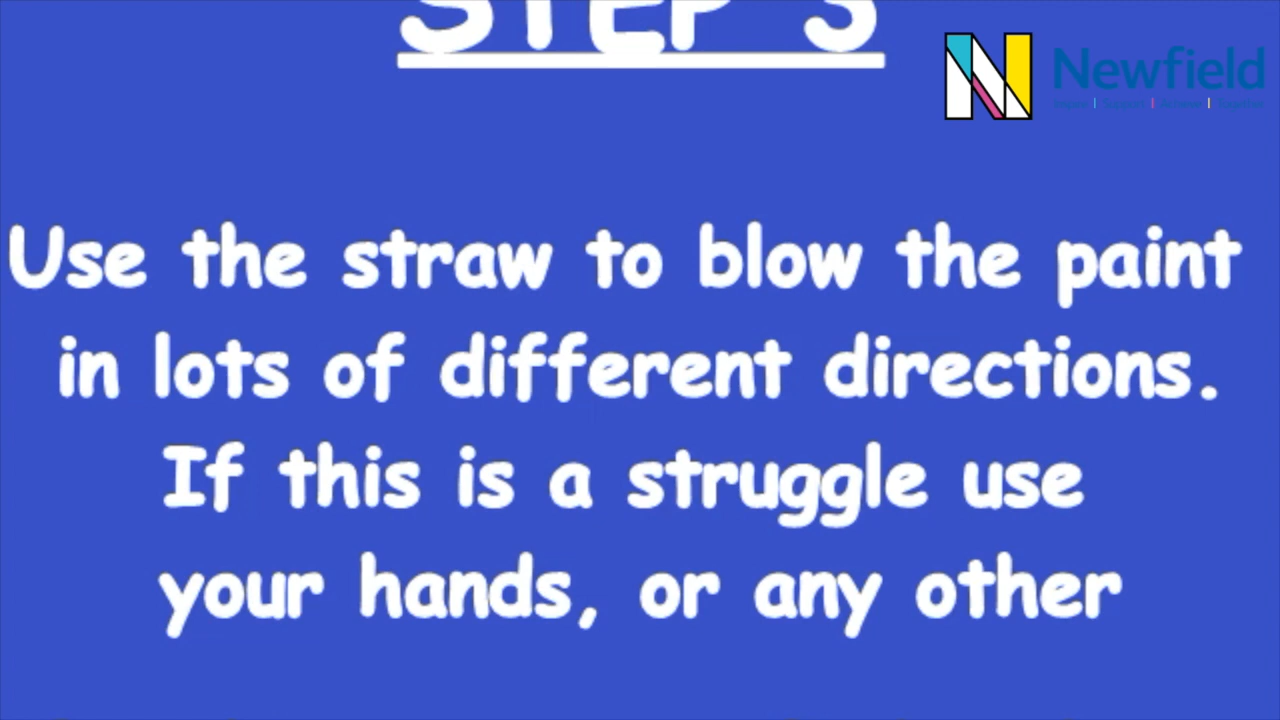 STEP 3
Newfield
Use the straw to blow the paint
in lots of different directions.
If this is a struggle use
your hands, or any other